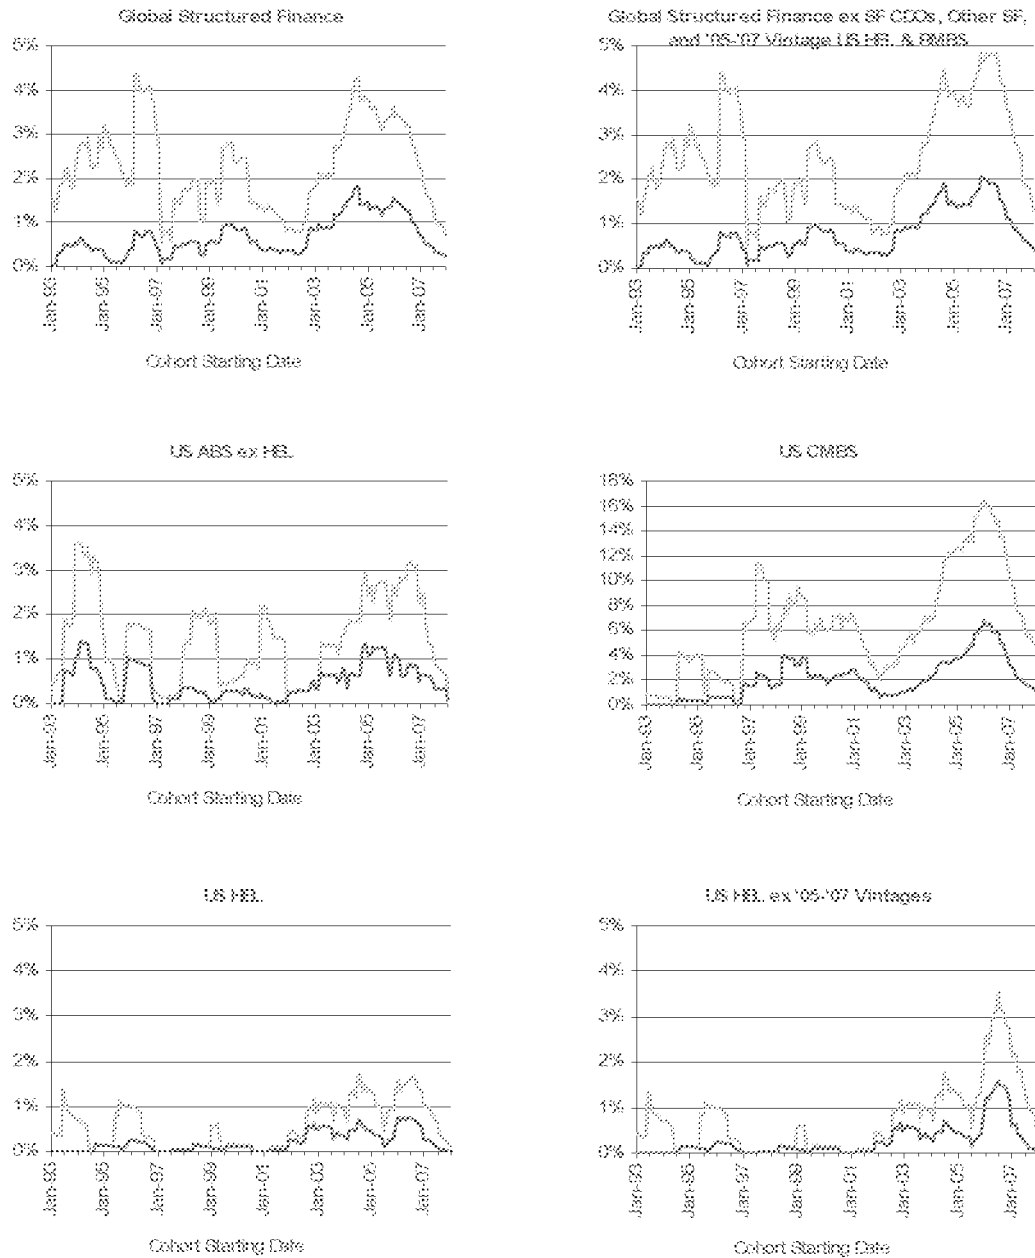 Global Structured Finance
5%
4%
3%
2%
1%
0%
Jan-93
Jan-95
Jan-97
Jan-99
Jan-01
Jan-03
Jan-05
Jan-07
Cohort Starting Date
Global Structured Finance ex SF CDOs, Other SF,
and '05-'07 Vintage US HEL & RMBS
5%
4%
3%
2%
1%
0%
Jan-93
Jan-95
Jan-97
Jan-99
Jan-01
Jan-03
Jan-05
Jan-07
Cohort Starting Date
US ABS ex HEL
5%
4%
3%
2%
1%
0%
Jan-93
Jan-95
Jan-97
Jan-99
Jan-01
Jan-03
Jan-05
Jan-07
Cohort Starting Date
US CMBS
18%
16%
14%
12%
10%
8%
6%
4%
2%
0%
Jan-93
Jan-95
Jan-97
Jan-99
Jan-01
Jan-03
Jan-05
Jan-07
Cohort Starting Date
US HEL
5%
4%
3%
2%
1%
0%
Jan-93
Jan-95
Jan-97
Jan-99
Jan-01
Jan-03
Jan-05
Jan-07
Cohort Starting Date
US HEL ex '05-'07 Vintages
5%
4%
3%
2%
1%
0%
Jan-93
Jan-95
Jan-97
Jan-99
Jan-01
Jan-03
Jan-05
Jan-07
Cohort Starting Date